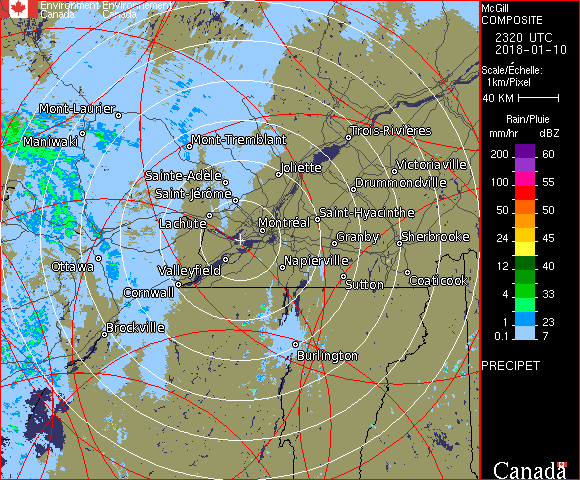 Environment Environnement
Canada Canada
McGill
COMPOSITE
2320 UTC
2018-01-10
Scale/Échelle:
1km/Pixel
40 KM
Rain/Pluie
mm/hr dBZ
200 60
100 55
50 50
24 45
12 40
4 33
1 23
0.1 7
PRECIPET
Canada
Mont-Laurier
Maniwaki
Mont-Tremblant
Trois-Rivières
Joliette
Victoriaville
Sainte-Adèle
Drummondville
Saint-Jérôme
Lachute
Montréal
Saint-Hyacinthe
Granby
Sherbrooke
Ottawa
Valleyfield
Napierville
Cornwall
Sutton
Coaticook
Brockville
Burlington